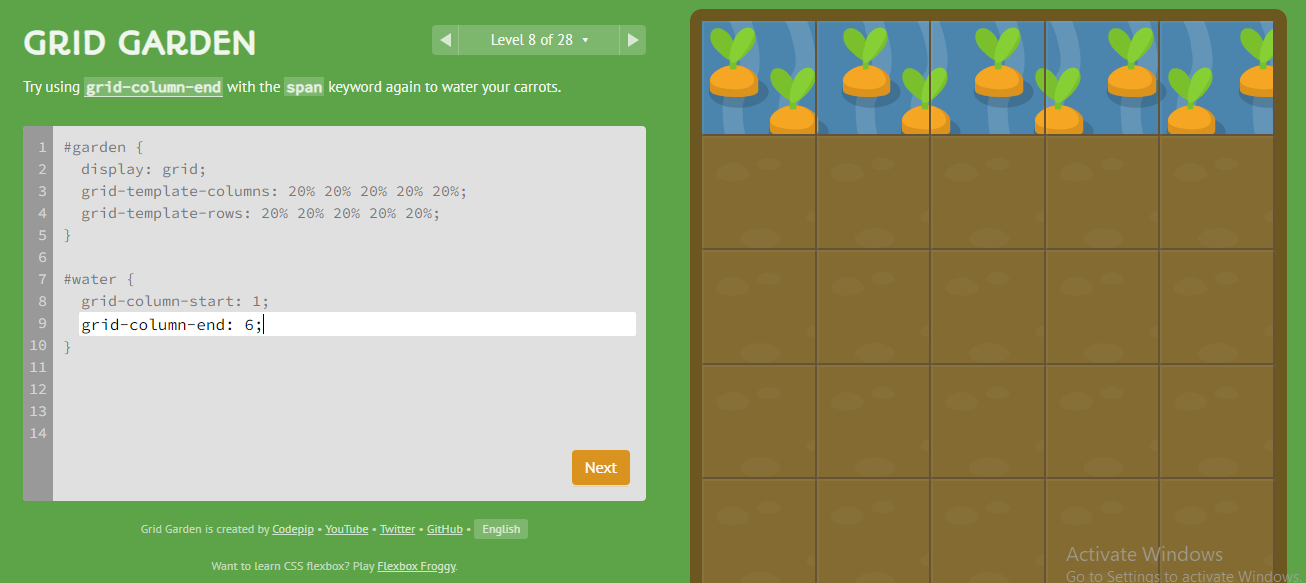 GRID GARDEN
◀ Level 8 of 28 ▾ ▶
Try using grid-column-end with the span keyword again to water your carrots.
1 #garden {
2 display: grid;
3 grid-template-columns: 20% 20% 20% 20% 20%;
4 grid-template-rows: 20% 20% 20% 20% 20%;
5 }
6
7 #water {
8 grid-column-start: 1;
9 grid-column-end: 6;
10 }
11
12
13
14
Next
Grid Garden is created by Codepip • YouTube • Twitter • GitHub • English
Want to learn CSS flexbox? Play Flexbox Froggy.
Activate Windows
Go to Settings to activate Windows.